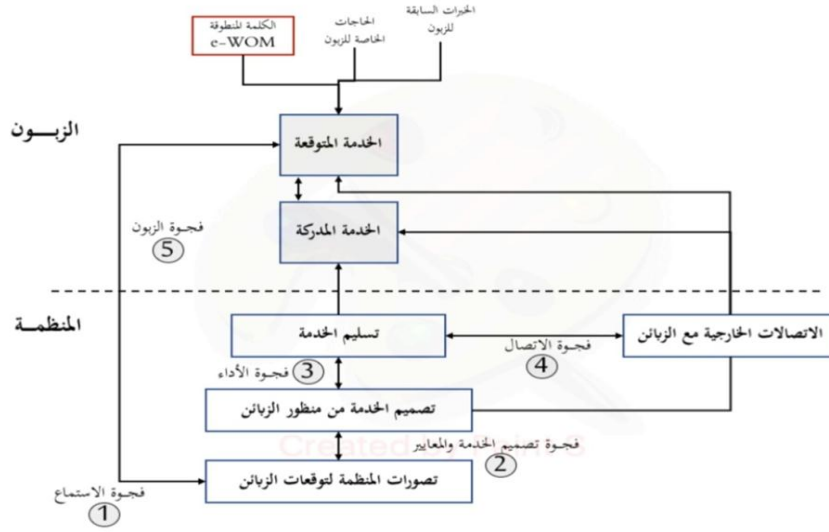 الكلمة المنطوقة
e-WOM
الحاجات
الخاصة للزبون
الخبرات السابقة
للزبون
الزبـــون
الخدمة المتوقعة
الخدمة المدركة
فجـوة الزبون
5
المنظمـــة
تسليم الخدمة
الاتصالات الخارجية مع الزبائن
فجـوة الاتصال
4
فجـوة الأداء
3
تصميم الخدمة من منظور الزبائن
فجـوة تصميم الخدمة والمعايير
2
Created
تصورات المنظمة لتوقعات الزبائن
فجـوة الاستماع
1